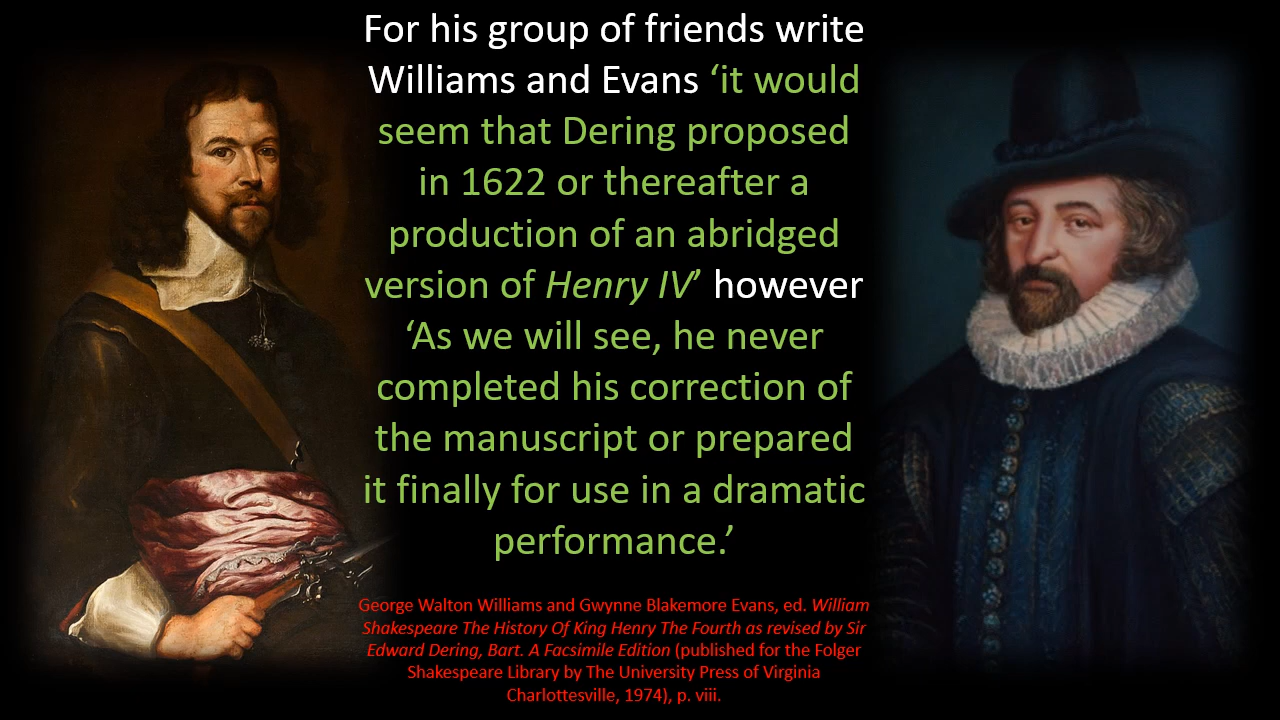 For his group of friends write
Williams and Evans ‘it would
seem that Dering proposed
in 1622 or thereafter a
production of an abridged
version of Henry IV’ however
‘As we will see, he never
completed his correction of
the manuscript or prepared
it finally for use in a dramatic
performance.’
George Walton Williams and Gwynne Blakemore Evans, ed. William
Shakespeare The History Of King Henry The Fourth as revised by Sir
Edward Dering, Bart. A Facsimile Edition (published for the Folger
Shakespeare Library by The University Press of Virginia
Charlottesville, 1974), p. viii.